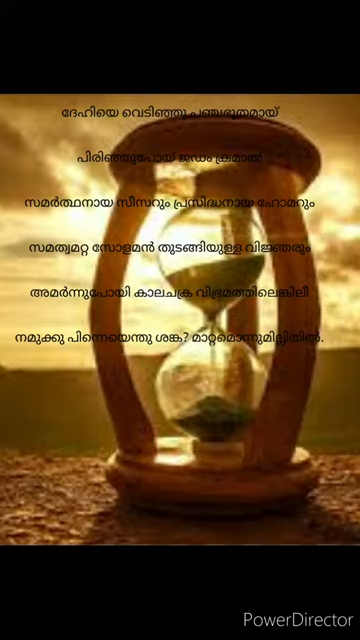 ദേഹിയെ വെടിഞ്ഞു പഞ്ചഭൂതമായ്
പിരിഞ്ഞുപോയ് ജഡം ക്രമാൽ
സമർത്ഥനായ സീസറും പ്രസിദ്ധനായ ഹോമറും
സമത്വമറ്റ സോളമൻ തുടങ്ങിയുള്ള വിജ്ഞരും
അമർന്നുപോയി കാലചക്ര വിഭ്രമത്തിലെങ്കിലീ
നമുക്കു പിന്നെയെന്തു ശങ്ക? മാറ്റമൊന്നുമില്ലിതിൽ.
PowerDirector